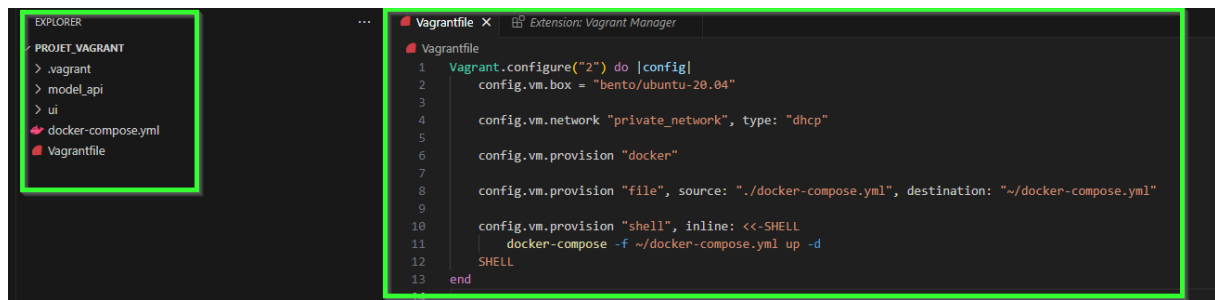 EXPLORER
...
PROJET_VAGRANT
> .vagrant
> model_api
> ui
docker-compose.yml
Vagrantfile
Vagrantfile × Extension: Vagrant Manager
Vagrantfile
1 Vagrant.configure("2") do |config|
2 config.vm.box = "bento/ubuntu-20.04"
3
4 config.vm.network "private_network", type: "dhcp"
5
6 config.vm.provision "docker"
7
8 config.vm.provision "file", source: "./docker-compose.yml", destination: "~/docker-compose.yml"
9
10 config.vm.provision "shell", inline: <<-SHELL
11 docker-compose -f ~/docker-compose.yml up -d
12 SHELL
13 end